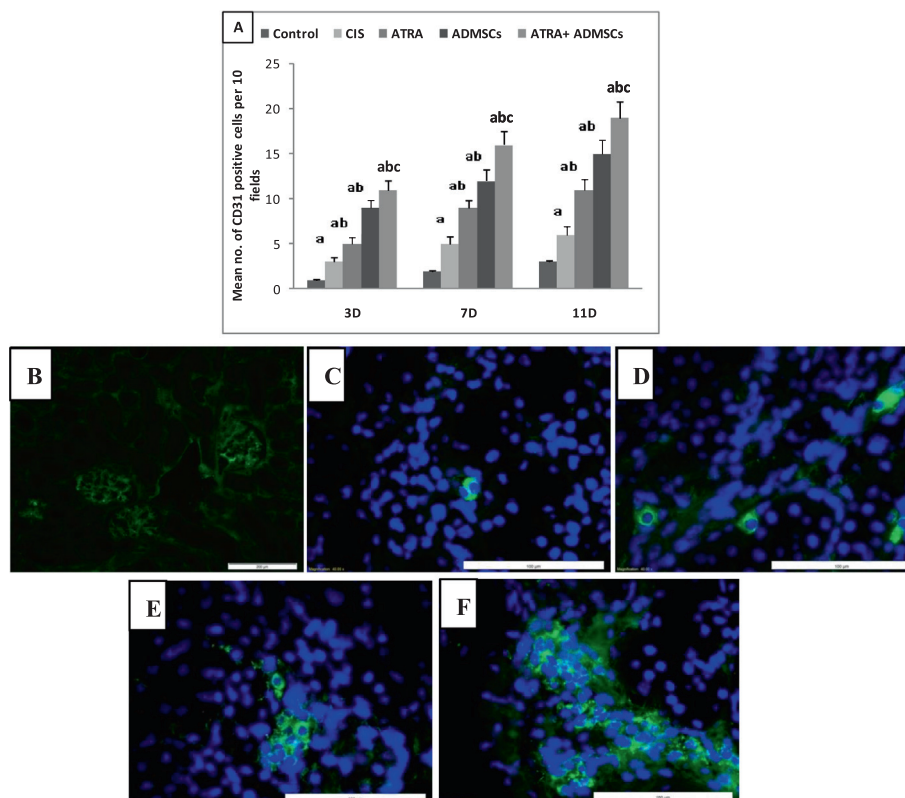 A
Control CIS ATRA ADMSCs ATRA+ ADMSCs
Mean no. of CD31 positive cells per 10
fields
25
20
15
10
5
0
a ab ab abc
a ab ab abc
a ab ab abc
3D 7D 11D
B
C
D
E
F
100 µm
100 µm